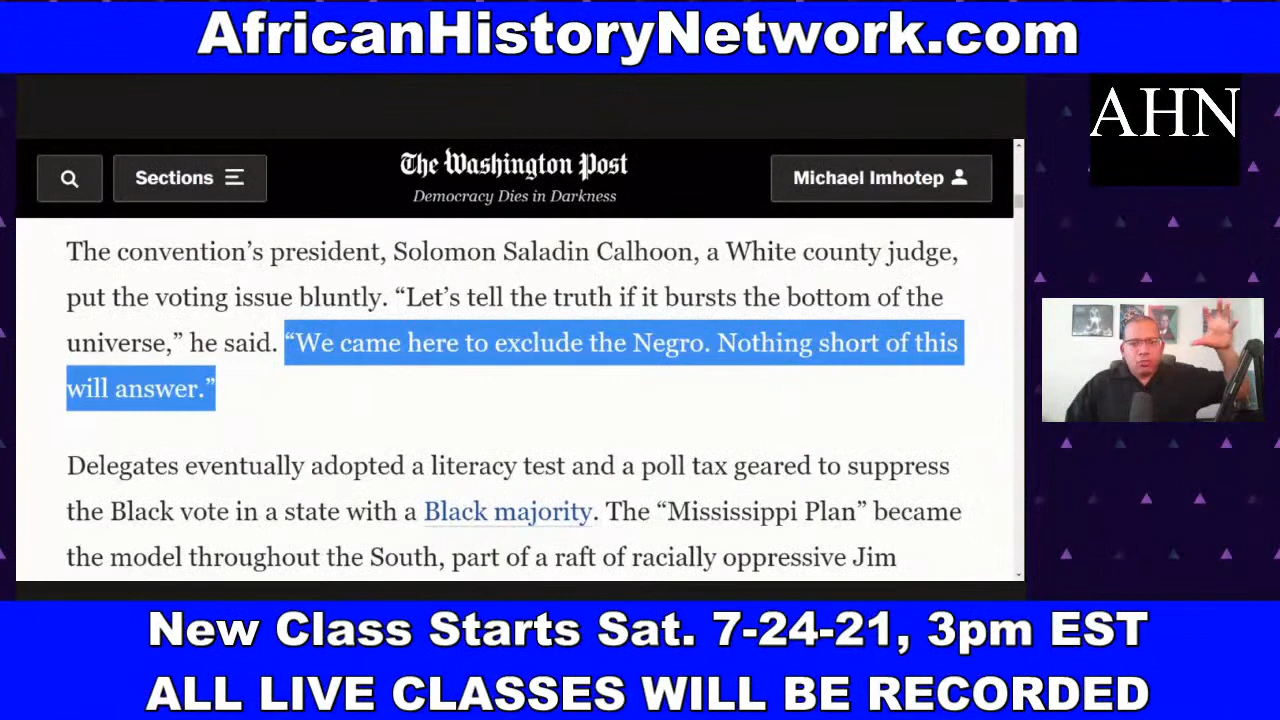 AfricanHistoryNetwork.com
AHN
Sections
The Washington Post
Democracy Dies in Darkness
Michael Imhotep
The convention’s president, Solomon Saladin Calhoon, a White county judge,
put the voting issue bluntly. “Let’s tell the truth if it bursts the bottom of the
universe,” he said. “We came here to exclude the Negro. Nothing short of this
will answer.”
Delegates eventually adopted a literacy test and a poll tax geared to suppress
the Black vote in a state with a Black majority. The “Mississippi Plan” became
the model throughout the South, part of a raft of racially oppressive Jim
New Class Starts Sat. 7-24-21, 3pm EST
ALL LIVE CLASSES WILL BE RECORDED